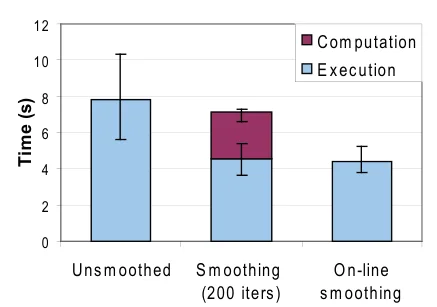 12
10
8
6
4
2
0
Time (s)
Computation
Execution
Unsmoothed
Smoothing
(200 iters)
On-line
smoothing